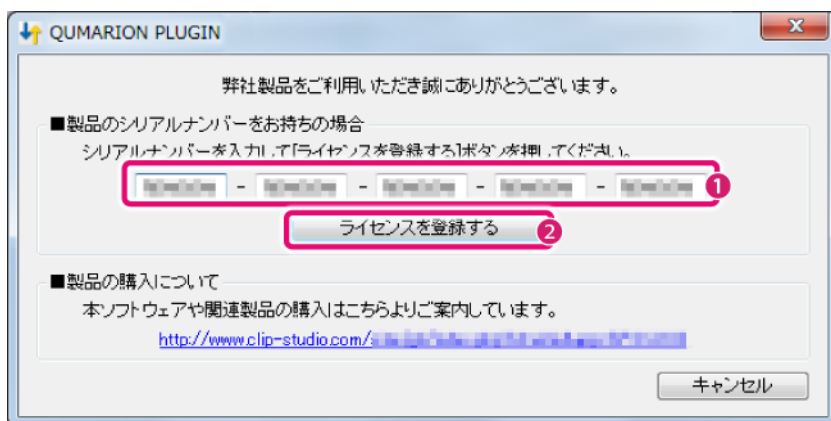 QUMARION PLUGIN
弊社製品をご利用いただき誠にありがとうございます。
■製品のシリアルナンバーをお持ちの場合
シリアルナンバーを入力して[ライセンスを登録する]ボタンを押してください。
- - - - 1
ライセンスを登録する 2
■製品の購入について
本ソフトウェアや関連製品の購入はこちらよりご案内しています。
http://www.clip-studio.com/
キャンセル